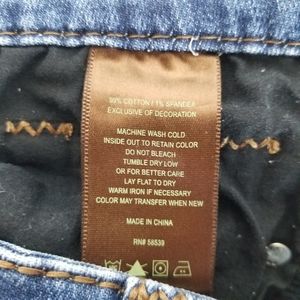 99% COTTON / 1% SPANDEX
EXCLUSIVE OF DECORATION
MACHINE WASH COLD
INSIDE OUT TO RETAIN COLOR
DO NOT BLEACH
TUMBLE DRY LOW
OR FOR BETTER CARE
LAY FLAT TO DRY
WARM IRON IF NECESSARY
COLOR MAY TRANSFER WHEN NEW
MADE IN CHINA
RN# 58539